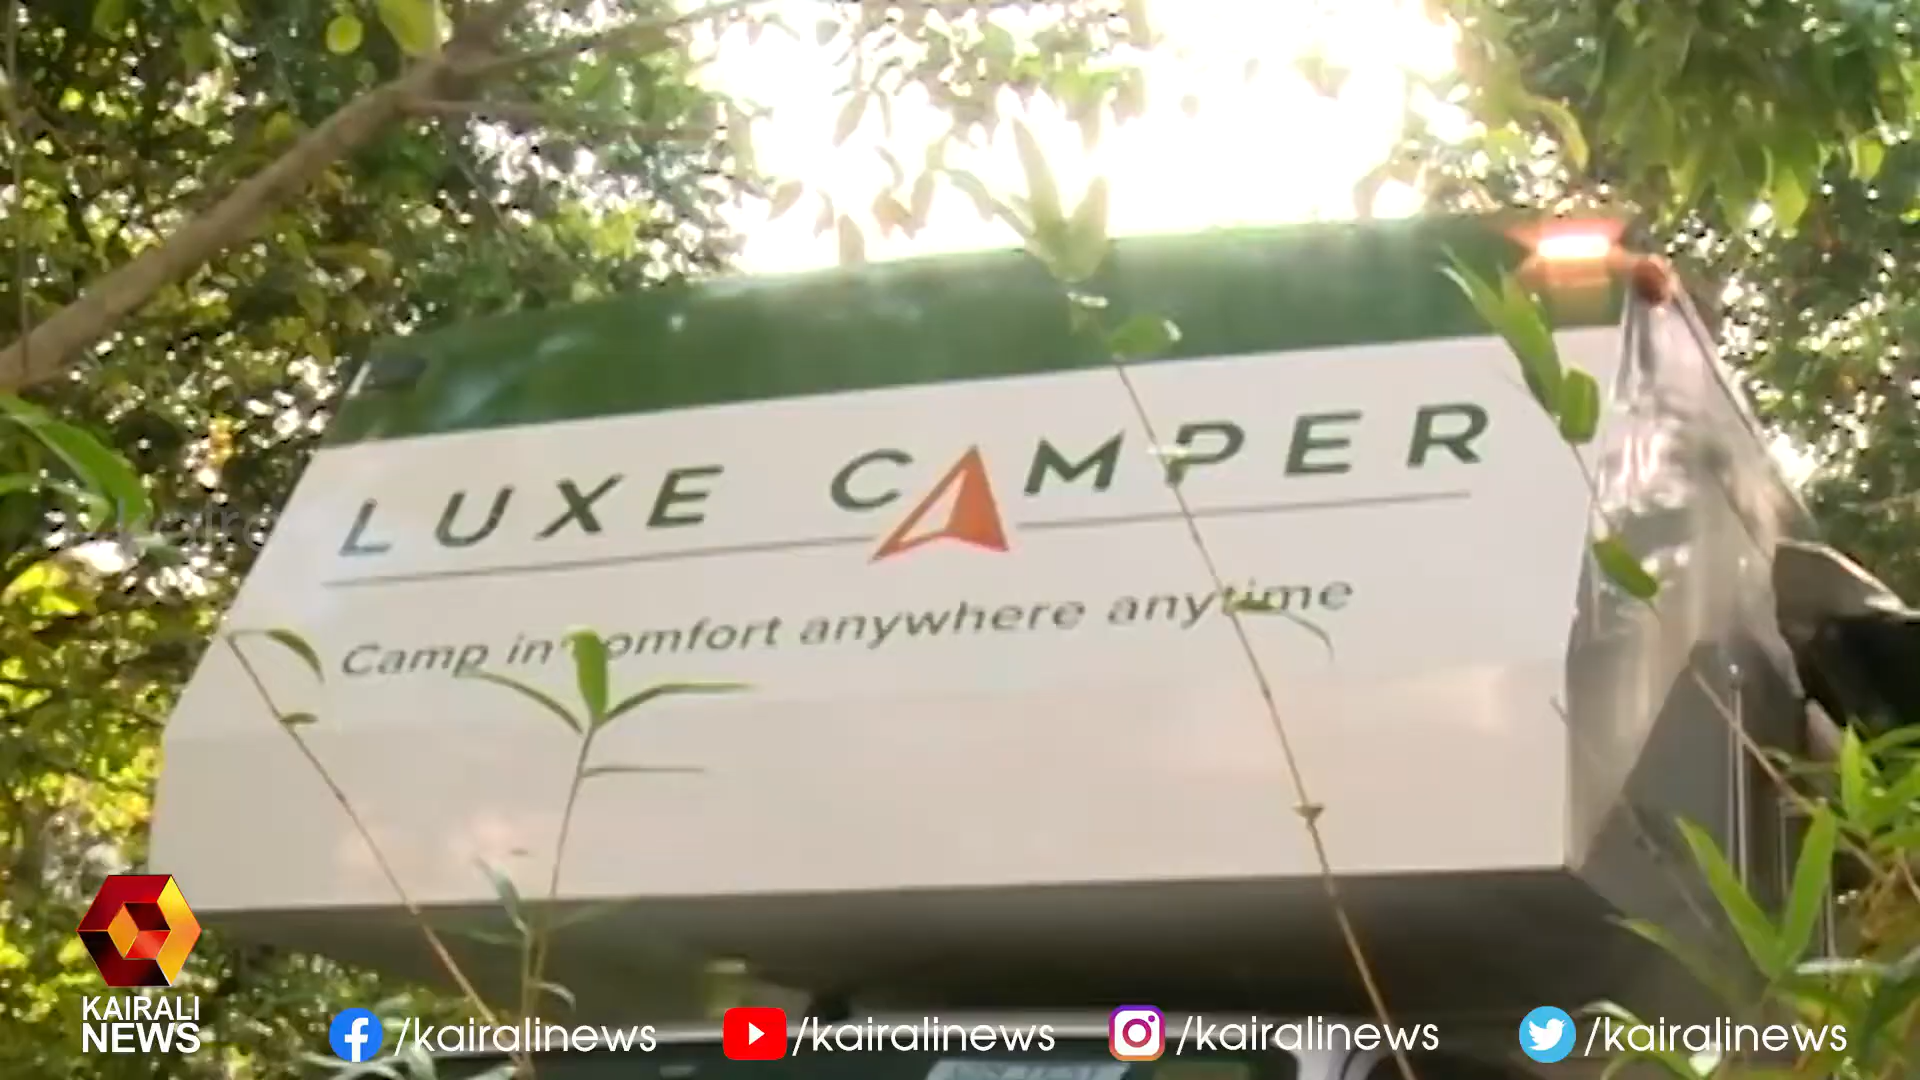 LUXE CAMPER
Camp in comfort anywhere anytime
KAIRALI
NEWS
/kairalinews
/kairalinews
/kairalinews
/kairalinews